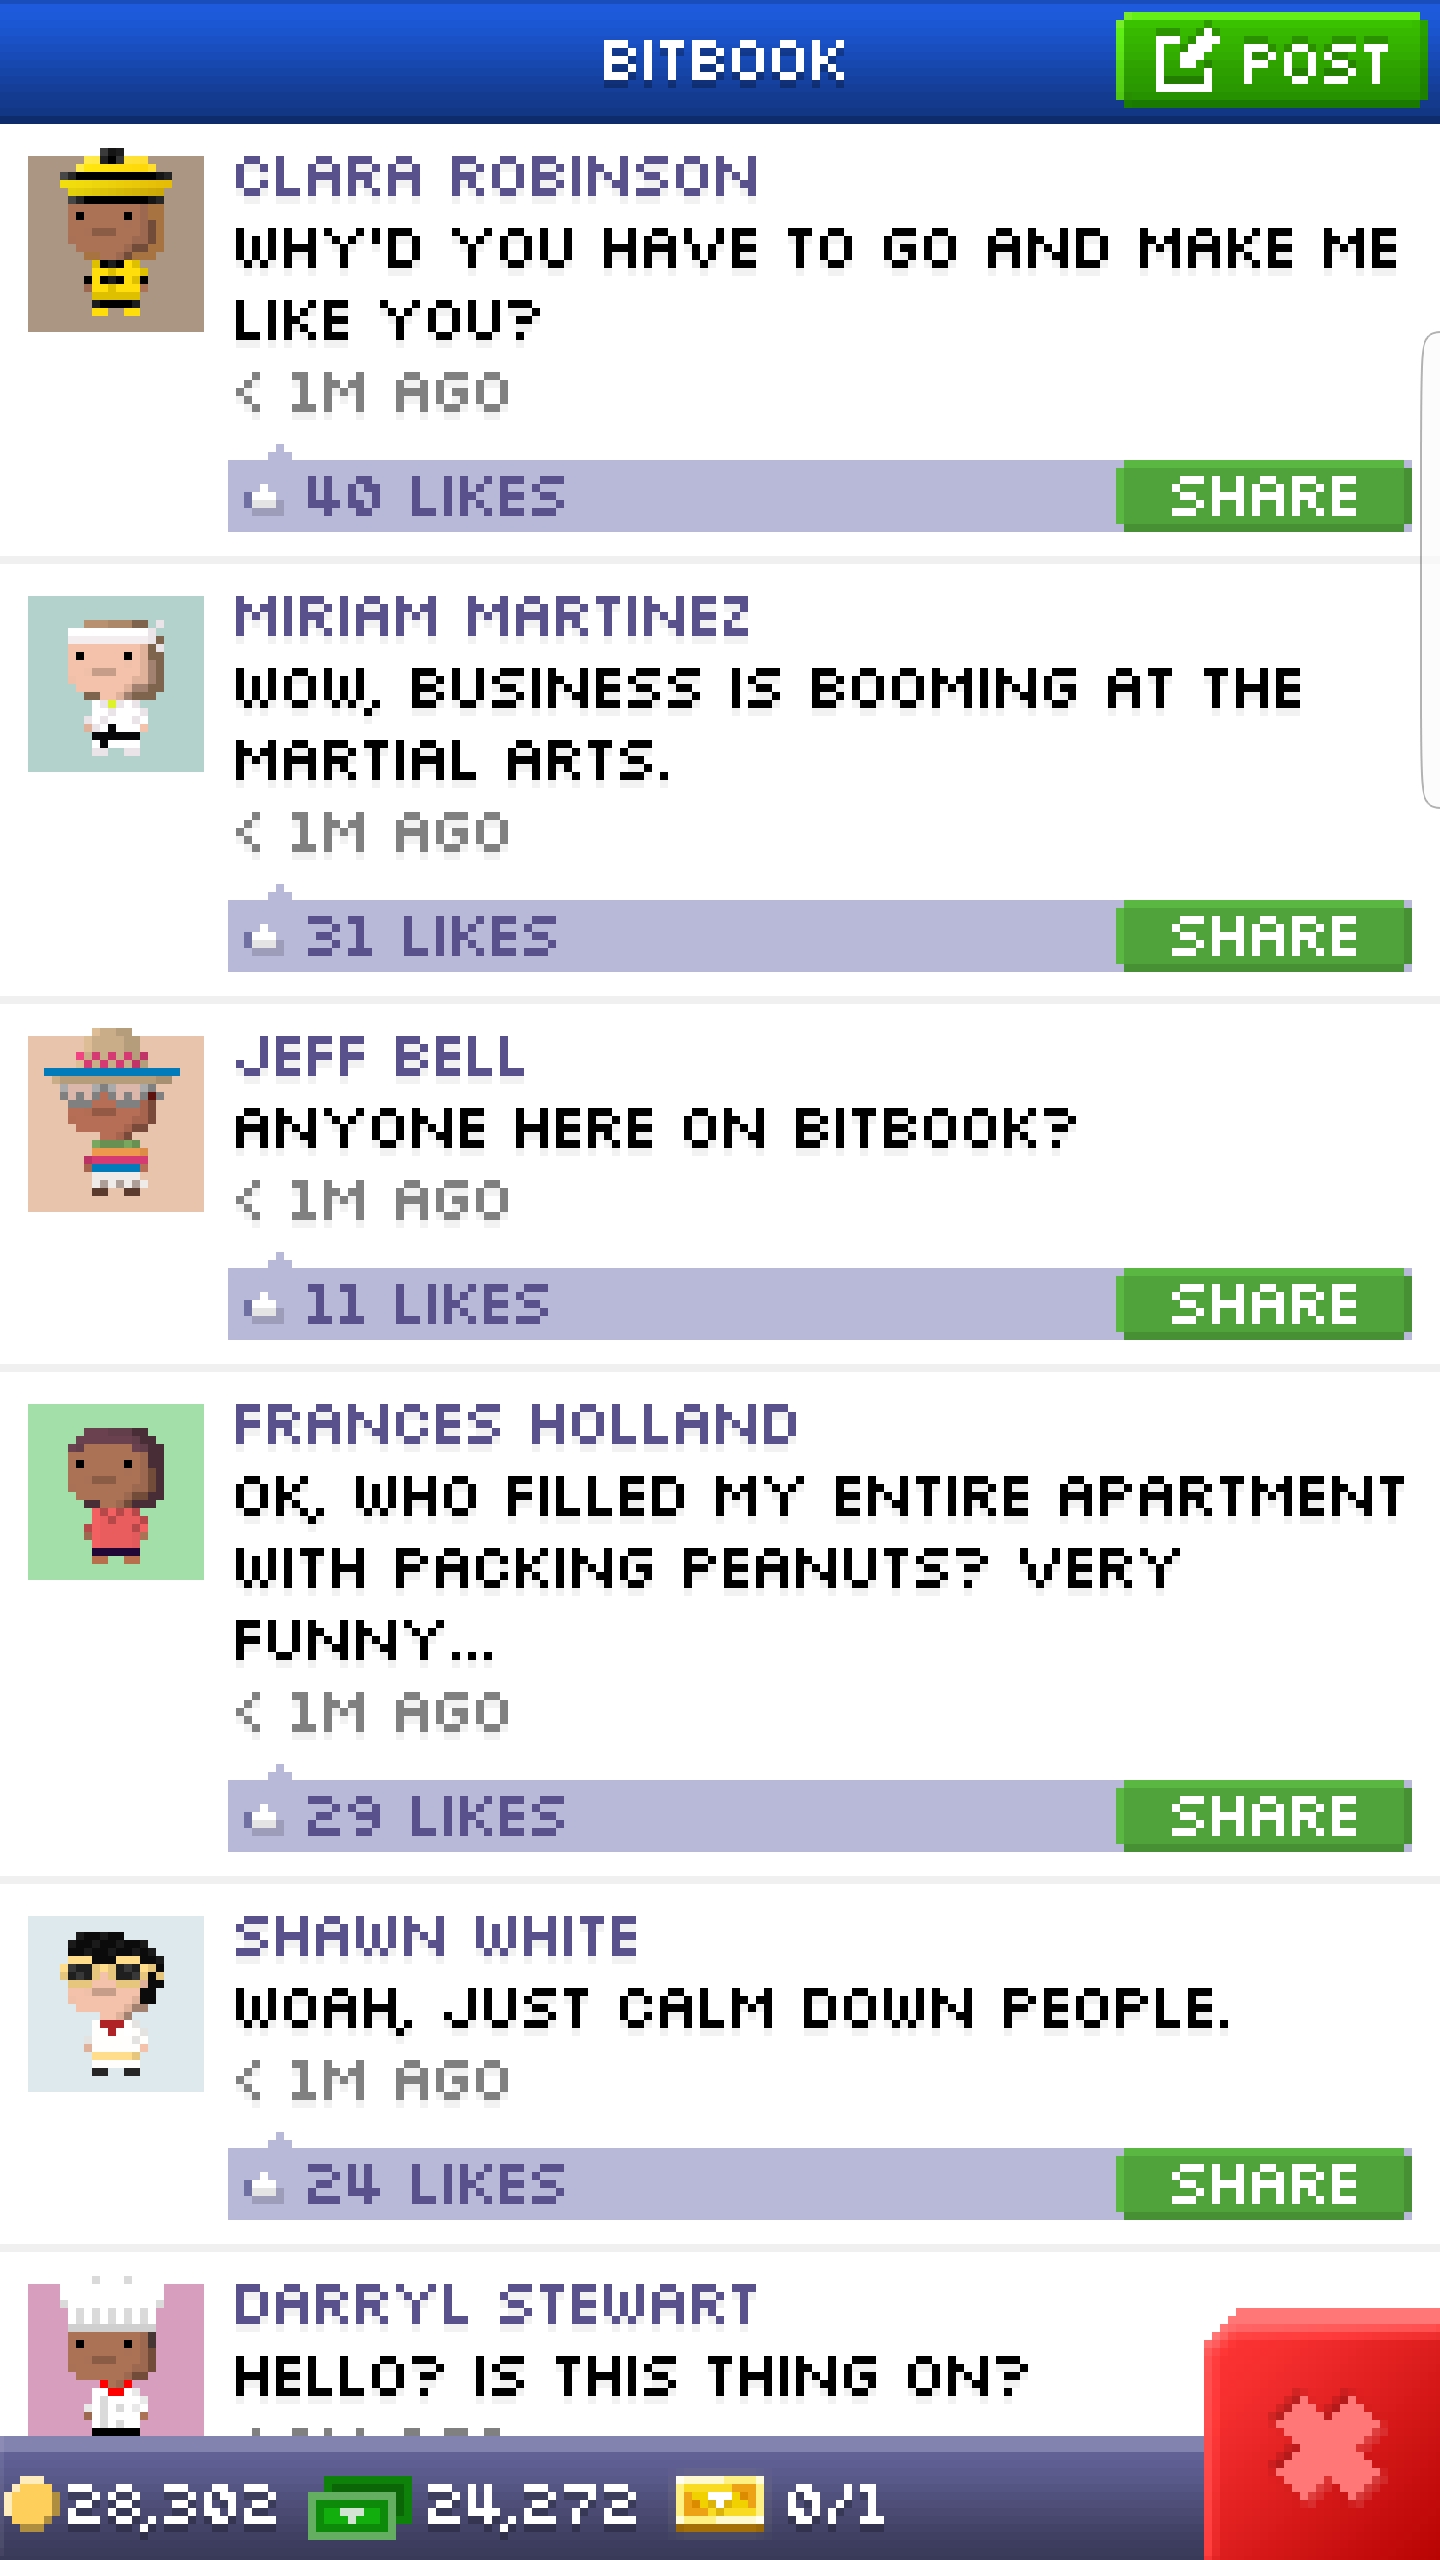 BITBOOK
POST
CLARA ROBINSON
WHY'D YOU HAVE TO GO AND MAKE ME
LIKE YOU?
< 1M AGO
40 LIKES
SHARE
MIRIAM MARTINEZ
WOW, BUSINESS IS BOOMING AT THE
MARTIAL ARTS.
< 1M AGO
31 LIKES
SHARE
JEFF BELL
ANYONE HERE ON BITBOOK?
< 1M AGO
11 LIKES
SHARE
FRANCES HOLLAND
OK, WHO FILLED MY ENTIRE APARTMENT
WITH PACKING PEANUTS? VERY
FUNNY...
< 1M AGO
29 LIKES
SHARE
SHAWN WHITE
WOAH, JUST CALM DOWN PEOPLE.
< 1M AGO
24 LIKES
SHARE
DARRYL STEWART
HELLO? IS THIS THING ON?
28,302 24,272 0/1